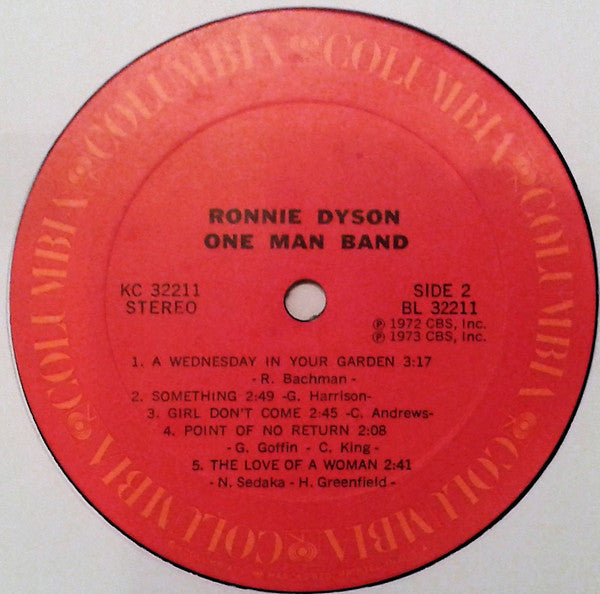 COLUMBIA COLUMBIA COLUMBIA COLUMBIA COLUMBIA COLUMBIA
RONNIE DYSON
ONE MAN BAND
KC 32211 SIDE 2
STEREO BL 32211
Ⓟ 1972 CBS, Inc.
Ⓟ 1973 CBS, Inc.
1. A WEDNESDAY IN YOUR GARDEN 3:17
- R. Bachman -
2. SOMETHING 2:49 -G. Harrison-
3. GIRL DON'T COME 2:45 -C. Andrews-
4. POINT OF NO RETURN 2:08
- G. Goffin - C. King -
5. THE LOVE OF A WOMAN 2:41
- N. Sedaka - H. Greenfield -